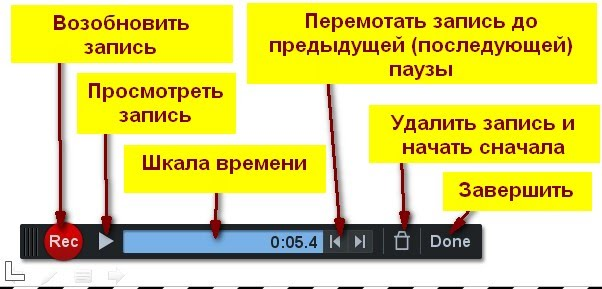 Возобновить
запись
Перемотать запись до
предыдущей (последующей)
паузы
Просмотреть
запись
Удалить запись и
начать сначала
Шкала времени
Завершить
Rec
0:05.4
Done